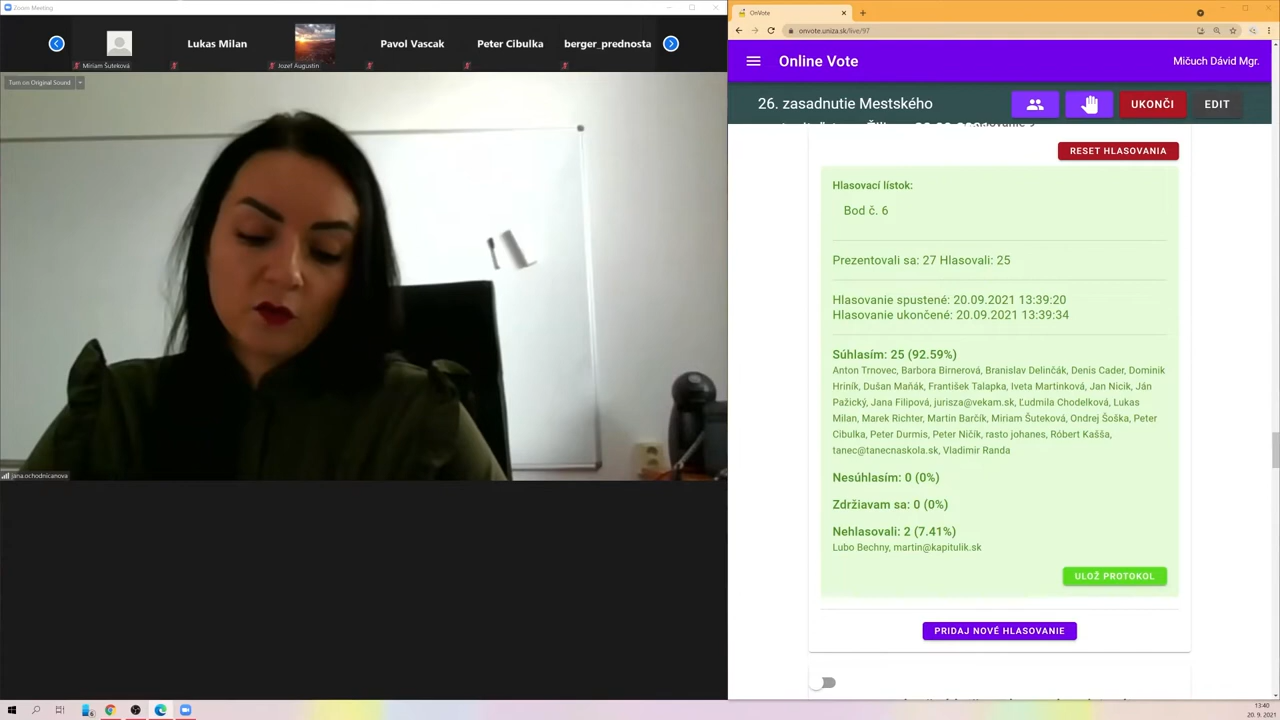 Zoom Meeting
Lukas Milan
Pavol Vascak
Peter Cibulka
berger_prednosta
Miriam Šuteková
Jozef Augustin
Turn on Original Sound
jana.ochodnicanova
OnVote
onvote.uniza.sk/live/97
Online Vote
Mičuch Dávid Mgr.
26. zasadnutie Mestského
UKONČI
EDIT
RESET HLASOVANIA
Hlasovací lístok:
Bod č. 6
Prezentovali sa: 27 Hlasovali: 25
Hlasovanie spustené: 20.09.2021 13:39:20
Hlasovanie ukončené: 20.09.2021 13:39:34
Súhlasím: 25 (92.59%)
Anton Trnovec, Barbora Birnerová, Branislav Delinčák, Denis Cader, Dominik
Hriník, Dušan Maňák, František Talapka, Iveta Martinková, Jan Nicik, Ján
Pažický, Jana Filipová, jurisza@vekam.sk, Ľudmila Chodelková, Lukas
Milan, Marek Richter, Martin Barčík, Miriam Šuteková, Ondrej Šoška, Peter
Cibulka, Peter Durmis, Peter Ničík, rasto johanes, Róbert Kašša,
tanec@tanecnaskola.sk, Vladimir Randa
Nesúhlasím: 0 (0%)
Zdržiavam sa: 0 (0%)
Nehlasovali: 2 (7.41%)
Lubo Bechny, martin@kapitulík.sk
ULOŽ PROTOKOL
PRIDAJ NOVÉ HLASOVANIE
13:40
20. 9. 2021